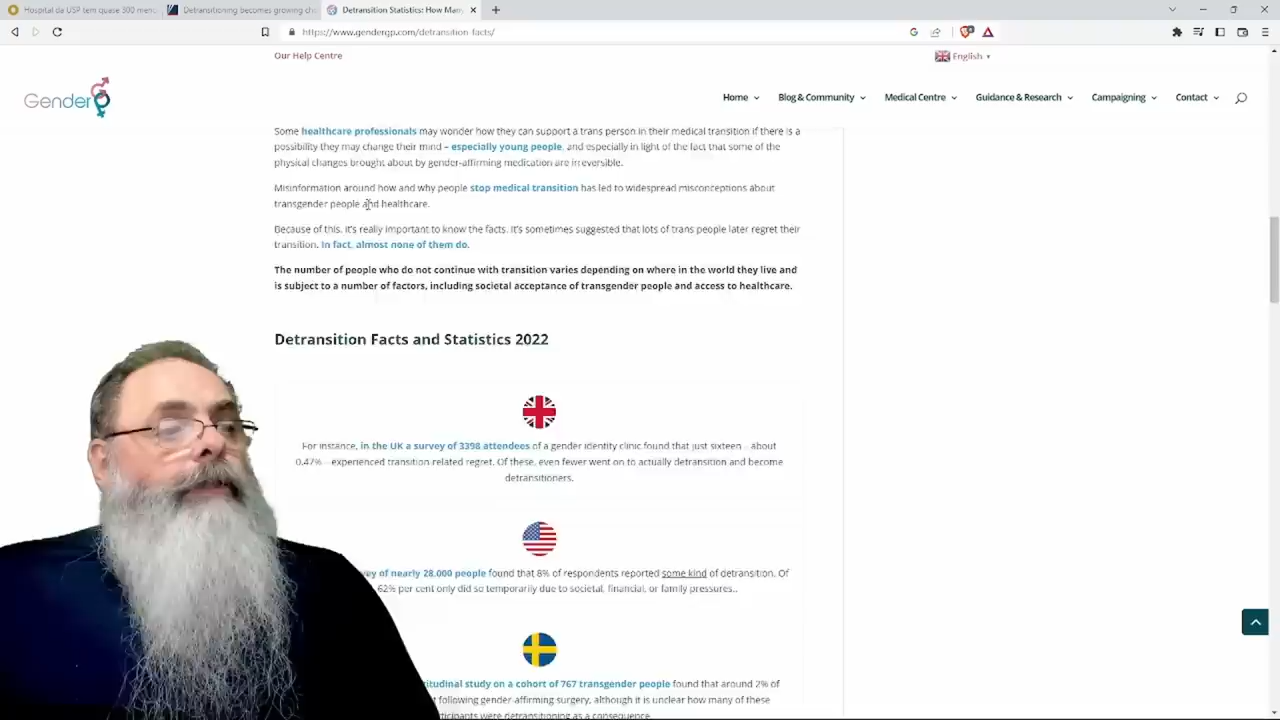 Hospital da USP tem quase 300 men
Detransitioning becomes growing ch
Detransition Statistics: How Many
https://www.gendergp.com/detransition-facts/
Our Help Centre
English
Gender
Home
Blog & Community
Medical Centre
Guidance & Research
Campaigning
Contact
Some healthcare professionals may wonder how they can support a trans person in their medical transition if there is a
possibility they may change their mind – especially young people, and especially in light of the fact that some of the
physical changes brought about by gender-affirming medication are irreversible.
Misinformation around how and why people stop medical transition has led to widespread misconceptions about
transgender people and healthcare.
Because of this, it's really important to know the facts. It's sometimes suggested that lots of trans people later regret their
transition. In fact, almost none of them do.
The number of people who do not continue with transition varies depending on where in the world they live and
is subject to a number of factors, including societal acceptance of transgender people and access to healthcare.
Detransition Facts and Statistics 2022
For instance, in the UK a survey of 3398 attendees of a gender identity clinic found that just sixteen – about
0.47% – experienced transition-related regret. Of these, even fewer went on to actually detransition and become
detransitioners.
ey of nearly 28,000 people found that 8% of respondents reported some kind of detransition. Of
62% per cent only did so temporarily due to societal, financial, or family pressures..
itudinal study on a cohort of 767 transgender people found that around 2% of
t following gender-affirming surgery, although it is unclear how many of these
rticipants were detransitioning as a consequence.